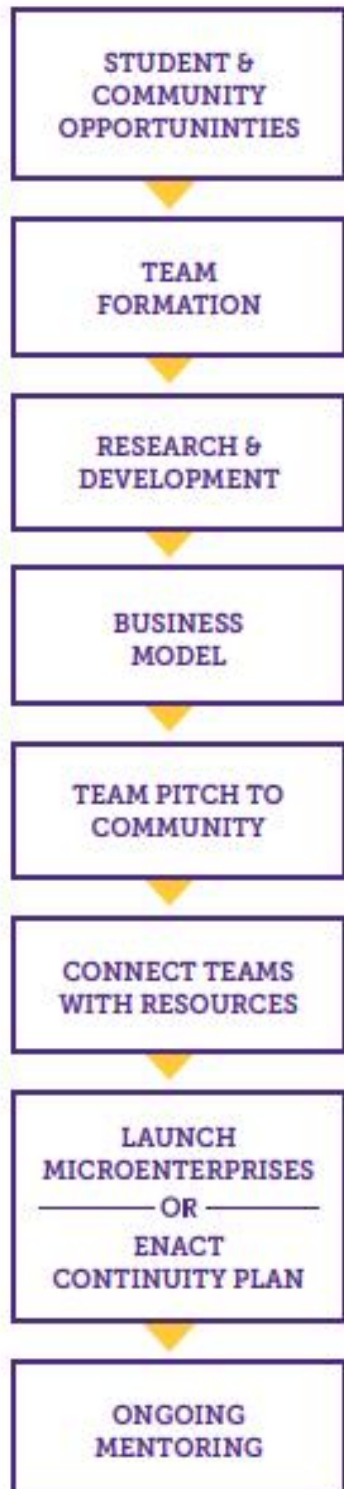 STUDENT &
COMMUNITY
OPPORTUNINTIES
TEAM
FORMATION
RESEARCH &
DEVELOPMENT
BUSINESS
MODEL
TEAM PITCH TO
COMMUNITY
CONNECT TEAMS
WITH RESOURCES
LAUNCH
MICROENTERPRISES
OR
ENACT
CONTINUITY PLAN
ONGOING
MENTORING